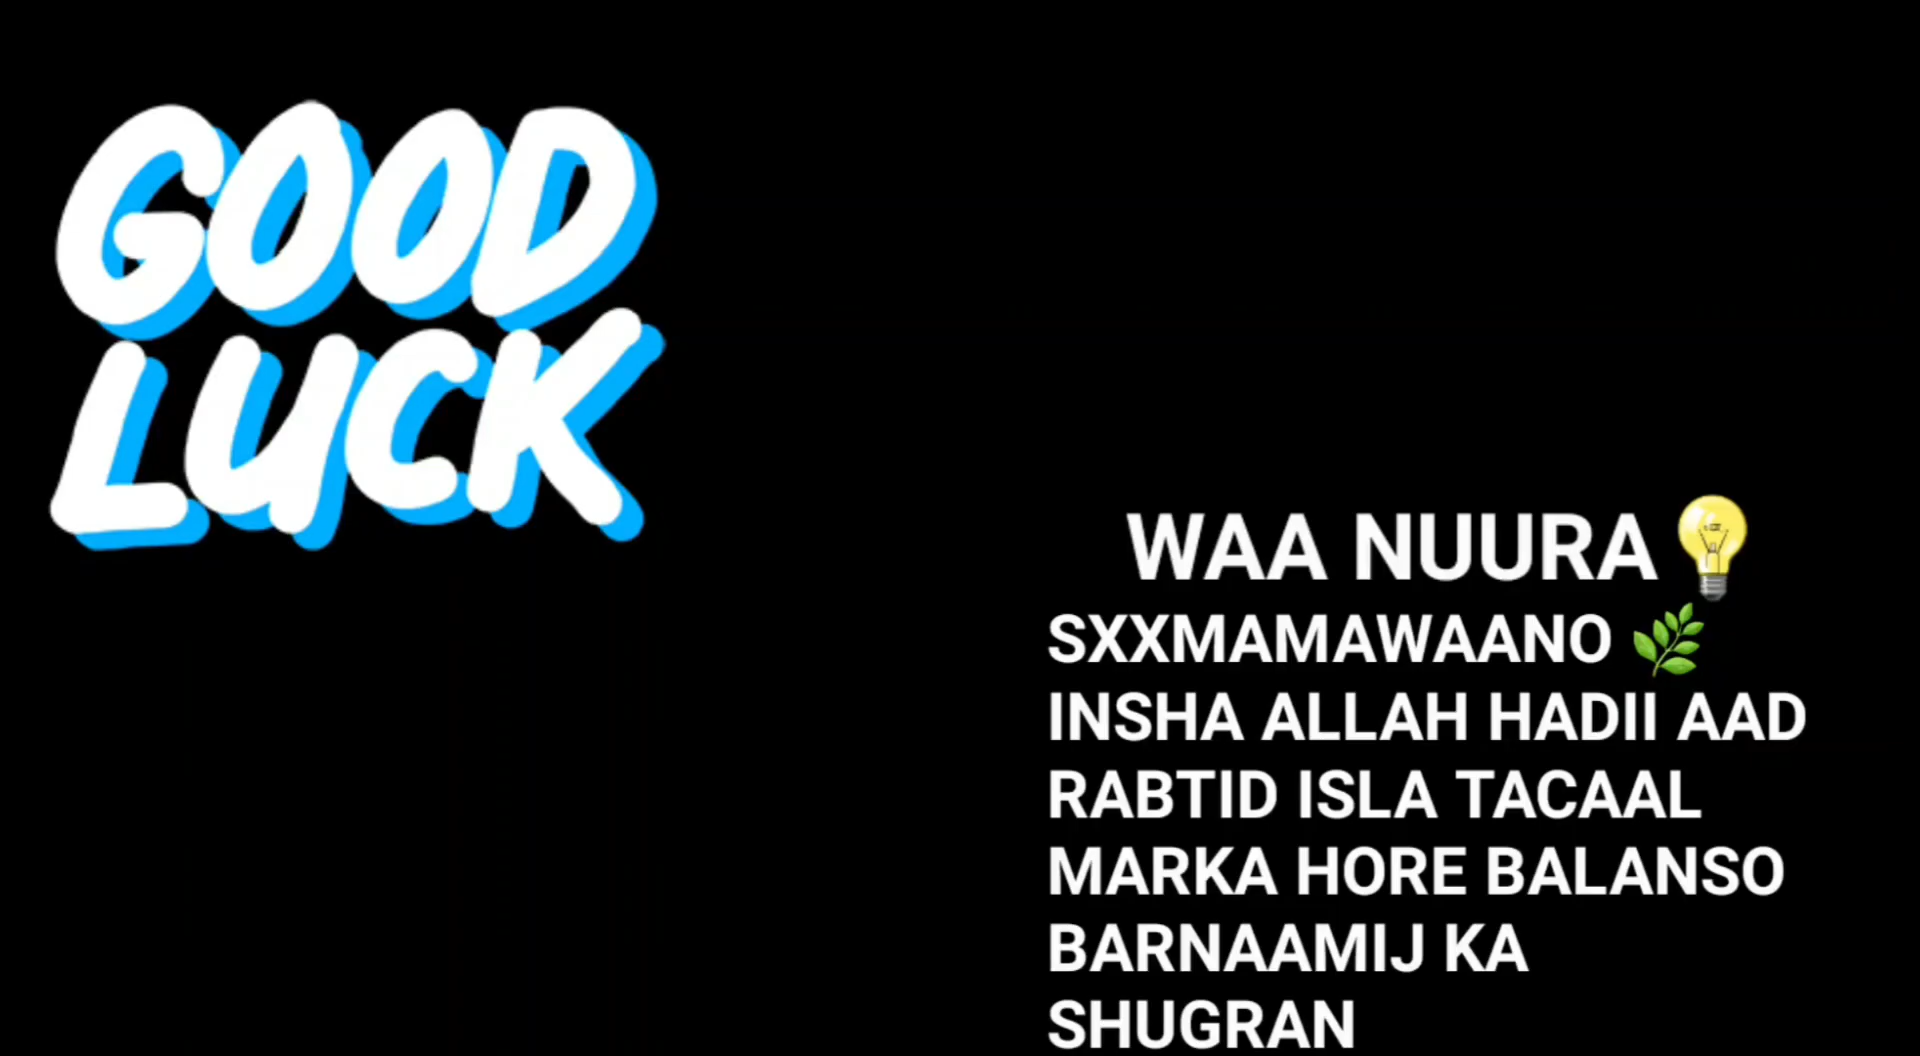 GOOD
LUCK
WAA NUURA💡
SXXMAMAWAANO 🌿
INSHA ALLAH HADII AAD
RABTID ISLA TACAAL
MARKA HORE BALANSO
BARNAAMIJ KA
SHUGRAN